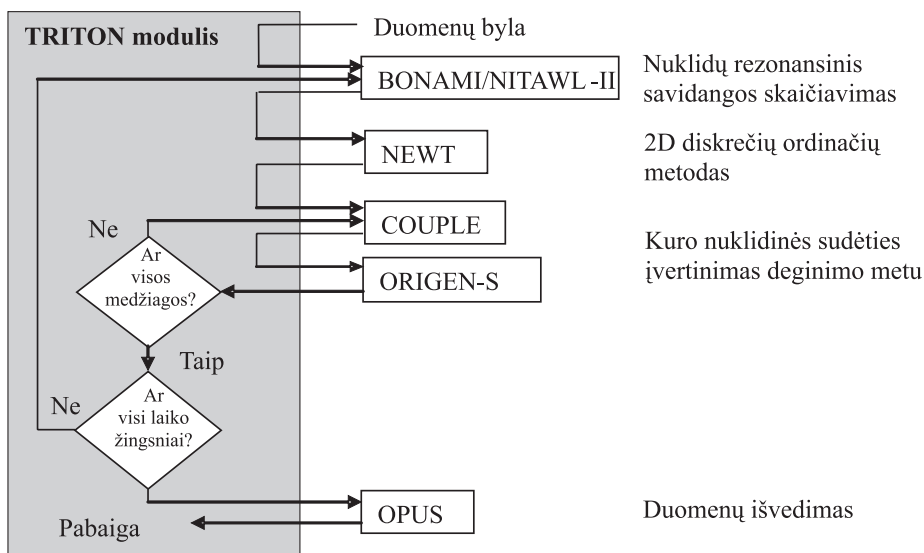 TRITON modulis
Duomenų byla
BONAMI/NITAWL -II
Nuklidų rezonansinis
savidangos skaičiavimas
NEWT
2D diskrečių ordinačių
metodas
COUPLE
Ne
Ar
visos
medžiagos?
ORIGEN-S
Kuro nuklidinės sudėties
įvertinimas deginimo metu
Taip
Ne
Ar
visi laiko
žingsniai?
OPUS
Duomenų išvedimas
Pabaiga